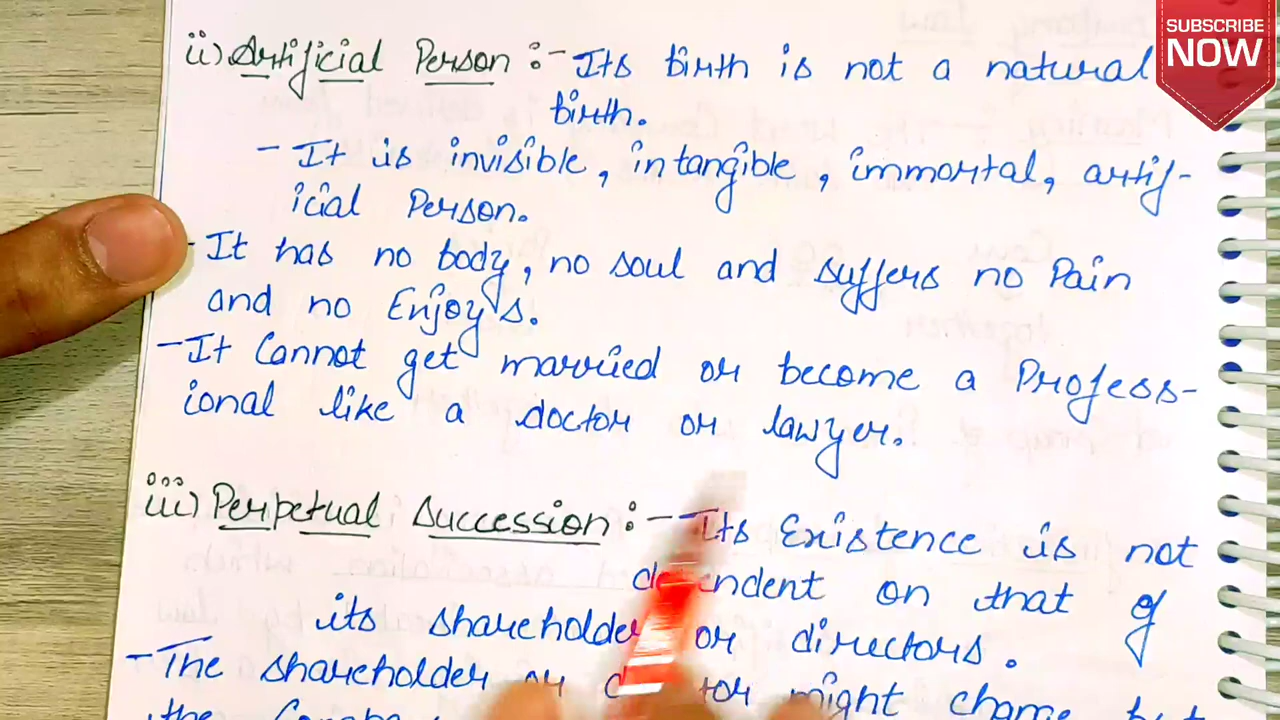 SUBSCRIBE
NOW
ii) Artificial Person :- Its birth is not a natural
birth.
- It is invisible, intangible, immortal, artif-
icial Person.
- It has no body, no soul and suffers no Pain
and no Enjoy's.
- It Cannot get married or become a Profess-
ional like a doctor or lawyer.
iii) Perpetual Succession :- Its Existence is not
dependent on that of
its shareholder or directors.
- The shareholder or might change but
the